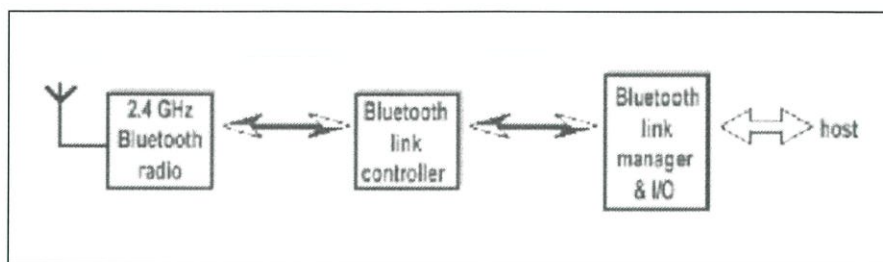 2.4 GHz
Bluetooth
radio
Bluetooth
link
controller
Bluetooth
link
manager
& I/O
host